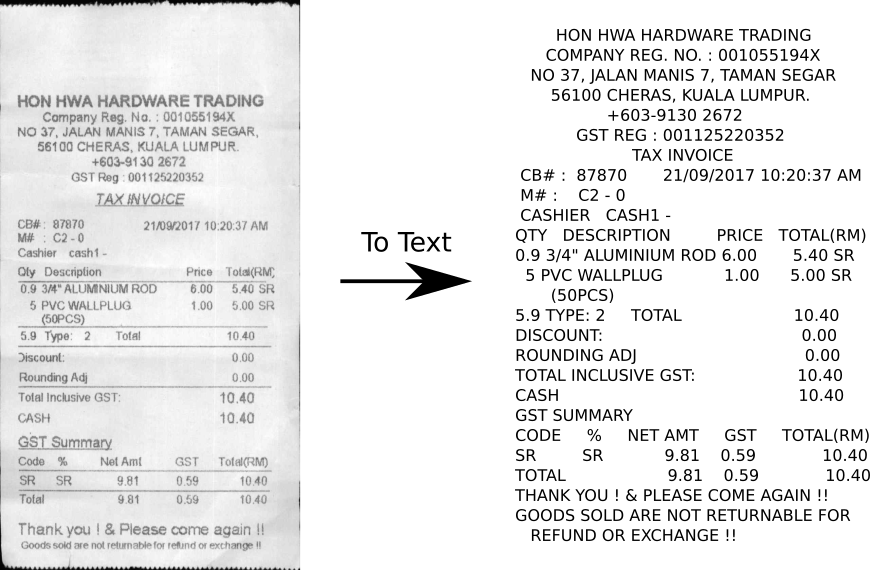 HON HWA HARDWARE TRADING
Company Reg. No. : 001055194X
NO 37, JALAN MANIS 7, TAMAN SEGAR,
56100 CHERAS, KUALA LUMPUR.
+603-9130 2672
GST Reg : 001125220352
TAX INVOICE
CB# : 87870 21/09/2017 10:20:37 AM
M# : C2 - 0
Cashier cash1 -
Qty Description Price Total(RM)
0.9 3/4" ALUMINIUM ROD 6.00 5.40 SR
5 PVC WALLPLUG 1.00 5.00 SR
(50PCS)
5.9 Type: 2 Total 10.40
Discount: 0.00
Rounding Adj 0.00
Total Inclusive GST: 10.40
CASH 10.40
GST Summary
Code % Net Amt GST Total(RM)
SR SR 9.81 0.59 10.40
Total 9.81 0.59 10.40
Thank you ! & Please come again !!
Goods sold are not returnable for refund or exchange !!
To Text
HON HWA HARDWARE TRADING
COMPANY REG. NO. : 001055194X
NO 37, JALAN MANIS 7, TAMAN SEGAR
56100 CHERAS, KUALA LUMPUR.
+603-9130 2672
GST REG : 001125220352
TAX INVOICE
CB# : 87870 21/09/2017 10:20:37 AM
M# : C2 - 0
CASHIER CASH1 -
QTY DESCRIPTION PRICE TOTAL(RM)
0.9 3/4" ALUMINIUM ROD 6.00 5.40 SR
5 PVC WALLPLUG 1.00 5.00 SR
(50PCS)
5.9 TYPE: 2 TOTAL 10.40
DISCOUNT: 0.00
ROUNDING ADJ 0.00
TOTAL INCLUSIVE GST: 10.40
CASH 10.40
GST SUMMARY
CODE % NET AMT GST TOTAL(RM)
SR SR 9.81 0.59 10.40
TOTAL 9.81 0.59 10.40
THANK YOU ! & PLEASE COME AGAIN !!
GOODS SOLD ARE NOT RETURNABLE FOR
REFUND OR EXCHANGE !!